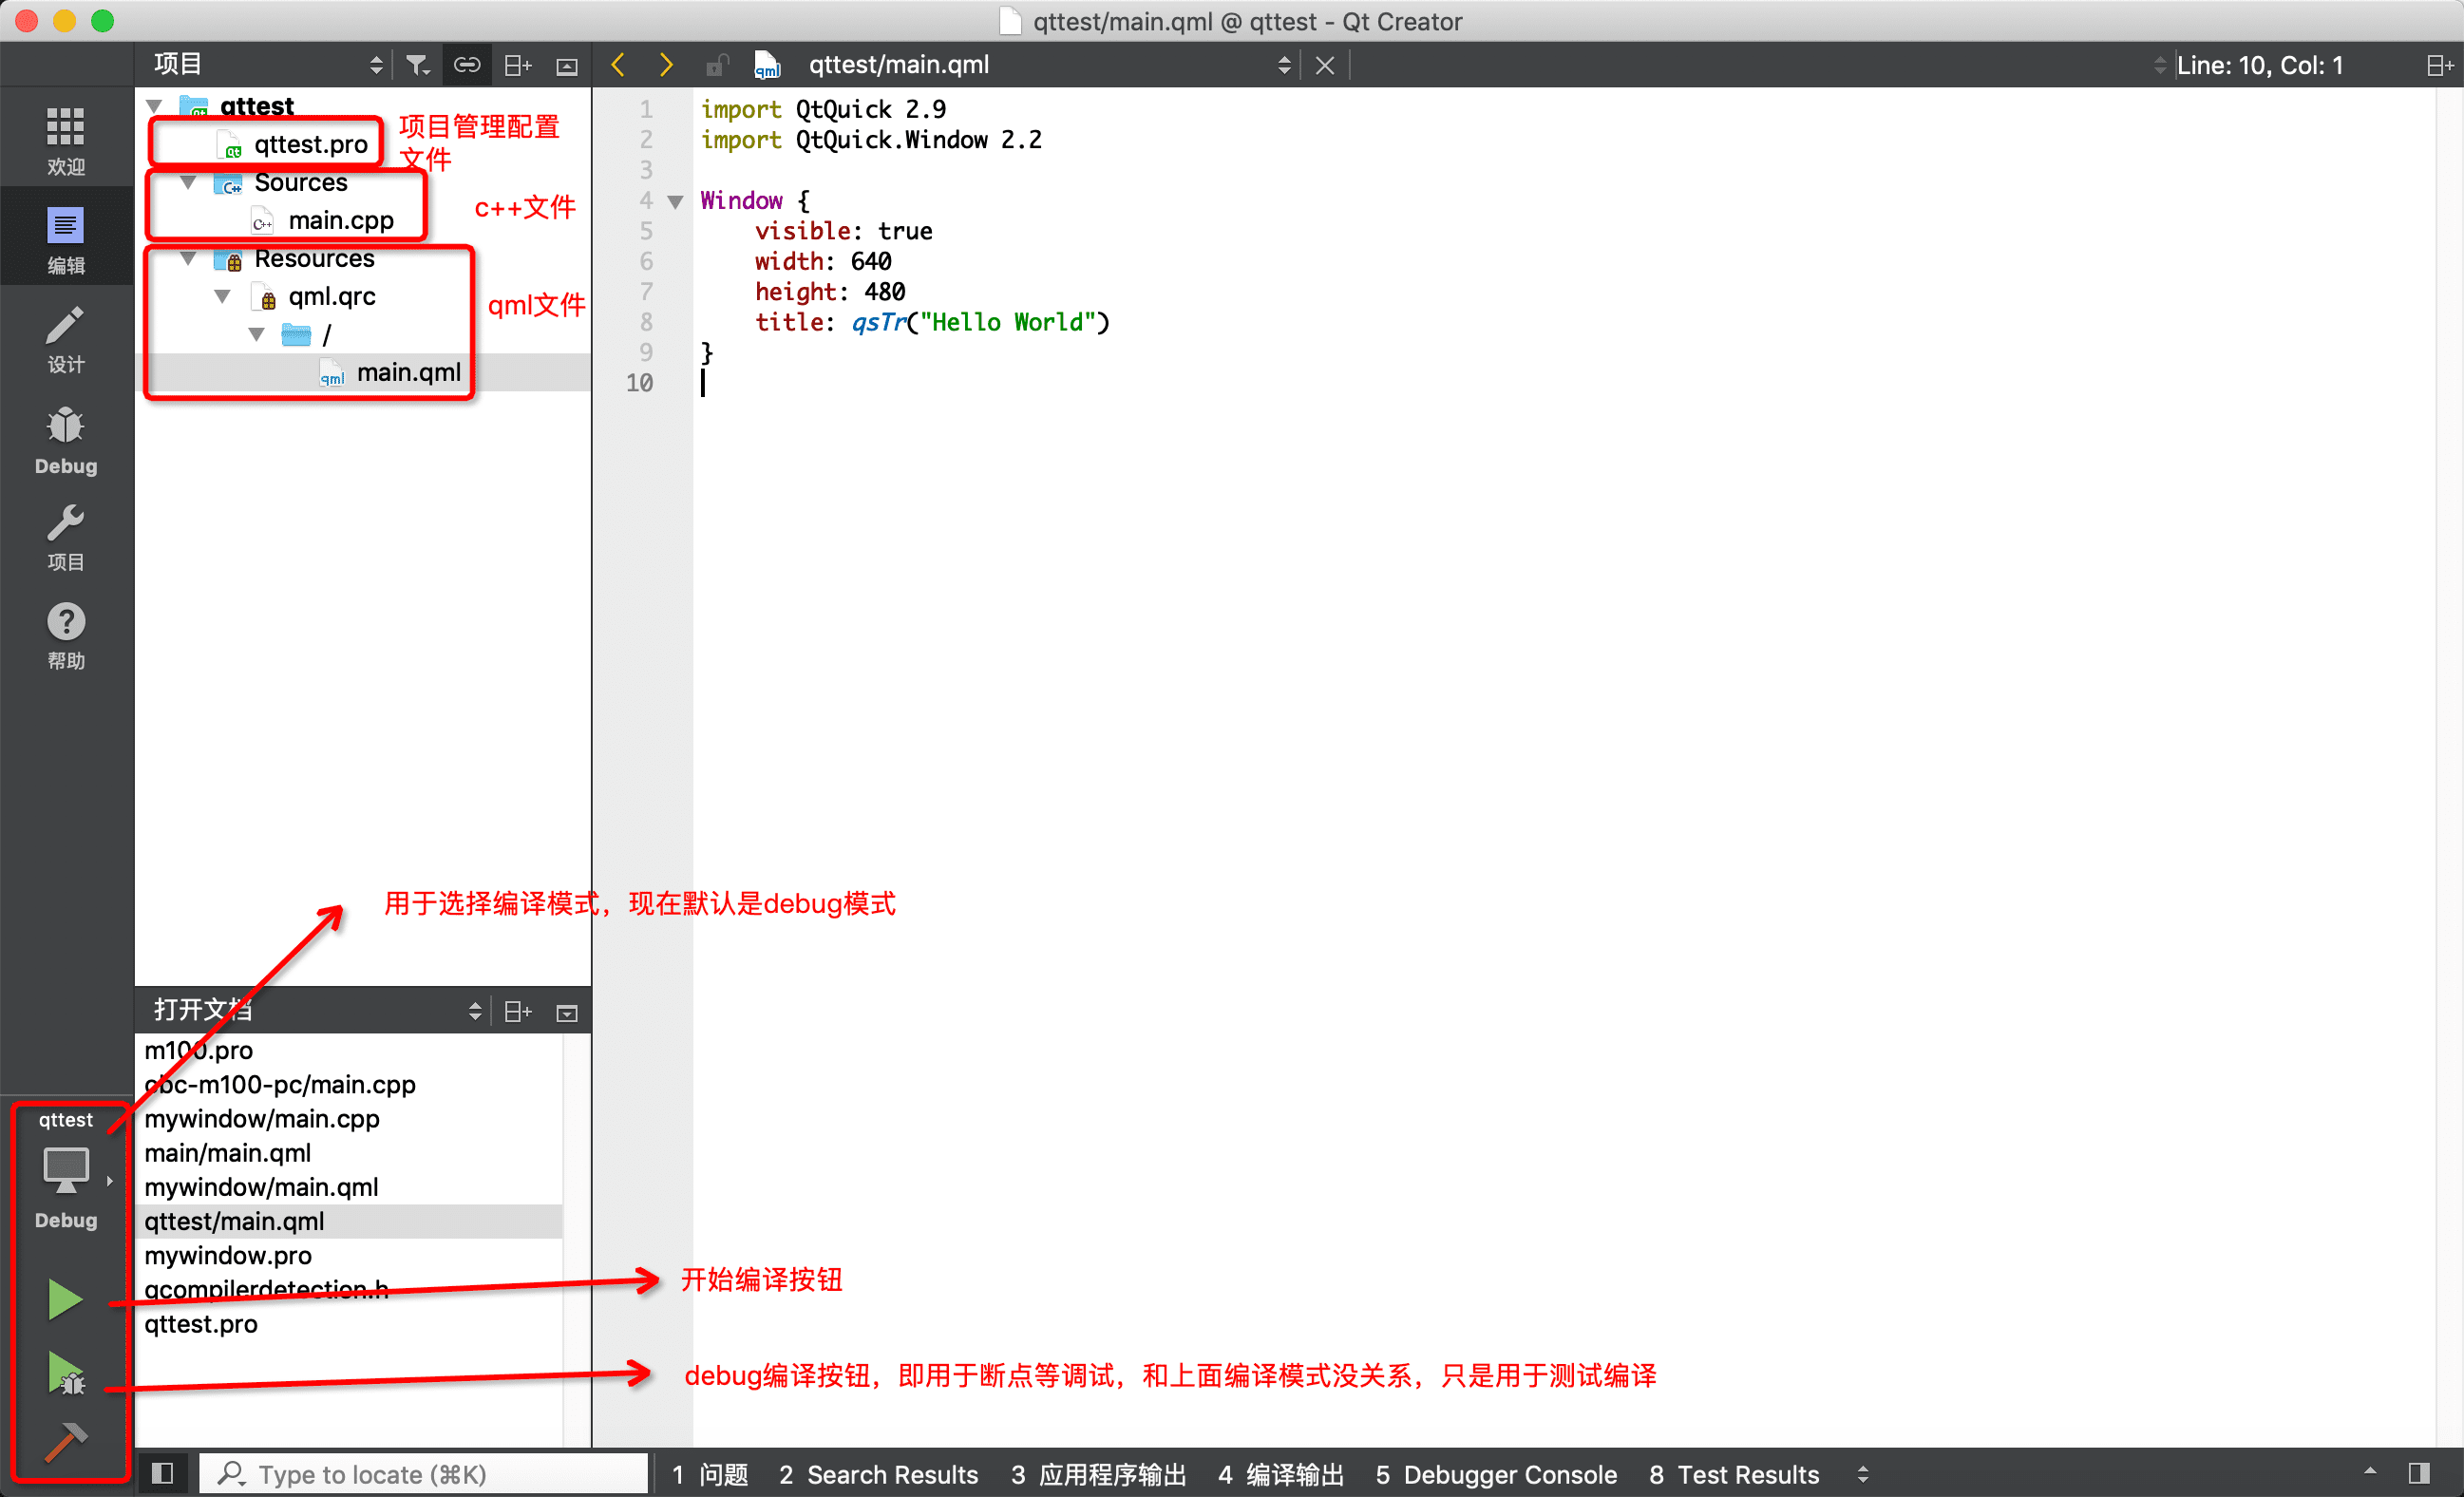 qttest/main.qml @ qttest - Qt Creator
项目
qttest/main.qml
Line: 10, Col: 1
欢迎
编辑
设计
Debug
项目
帮助
qttest
qttest.pro
项目管理配置
文件
Sources
main.cpp
c++文件
Resources
qml.qrc
/
main.qml
qml文件
1 import QtQuick 2.9
2 import QtQuick.Window 2.2
3
4 Window {
5 visible: true
6 width: 640
7 height: 480
8 title: qsTr("Hello World")
9 }
10
用于选择编译模式，现在默认是debug模式
打开文档
m100.pro
obc-m100-pc/main.cpp
mywindow/main.cpp
main/main.qml
mywindow/main.qml
qttest/main.qml
mywindow.pro
qcompilerdetection.h
qttest.pro
qttest
Debug
开始编译按钮
debug编译按钮，即用于断点等调试，和上面编译模式没关系，只是用于测试编译
Type to locate (⌘K)
1 问题 2 Search Results 3 应用程序输出 4 编译输出 5 Debugger Console 8 Test Results